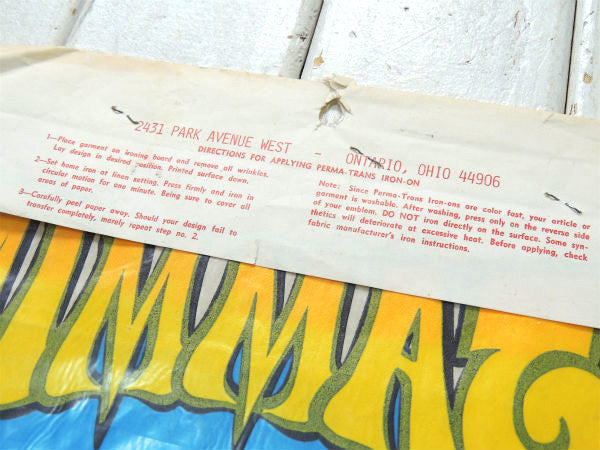 2431 PARK AVENUE WEST - ONTARIO, OHIO 44906
DIRECTIONS FOR APPLYING PERMA-TRANS IRON-ON
1—Place garment on ironing board and remove all wrinkles.
Lay design in desired position. Printed surface down.
2—Set home iron at linen setting. Press firmly and iron in
circular motion for one minute. Being sure to cover all
areas of paper.
3—Carefully peel paper away. Should your design fail to
transfer completely, merely repeat step no. 2.
Note: Since Perma-Trans Iron-ons are color fast, your article or
garment is washable. After washing, press only on the reverse side
of your emblem. DO NOT iron directly on the surface. Some syn-
thetics will deteriorate at excessive heat. Before applying, check
fabric manufacturer's iron instructions.